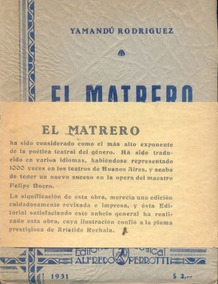 YAMANDÚ RODRIGUEZ
EL MATRERO
EL MATRERO
ha sido considerado como el más alto exponente
de la poética teatral del género. Há sido tradu-
cida en varios idiomas, habiéndose representado
1000 veces en los teatros de Buenos Aires, y acaba
de tener un nuevo suceso en la opera del maestro
Felipe Boero.
La significación de esta obra, merecía una edición
cuidadosamente revisada e impresa, y ésta Edi-
torial satisfaciendo ese anhelo general ha reali-
zado esta obra, cuya ilustración confió a la pluma
prestigiosa de Aristido Rechain.
ALFREDO PERROTTI
1931
$ 2.--